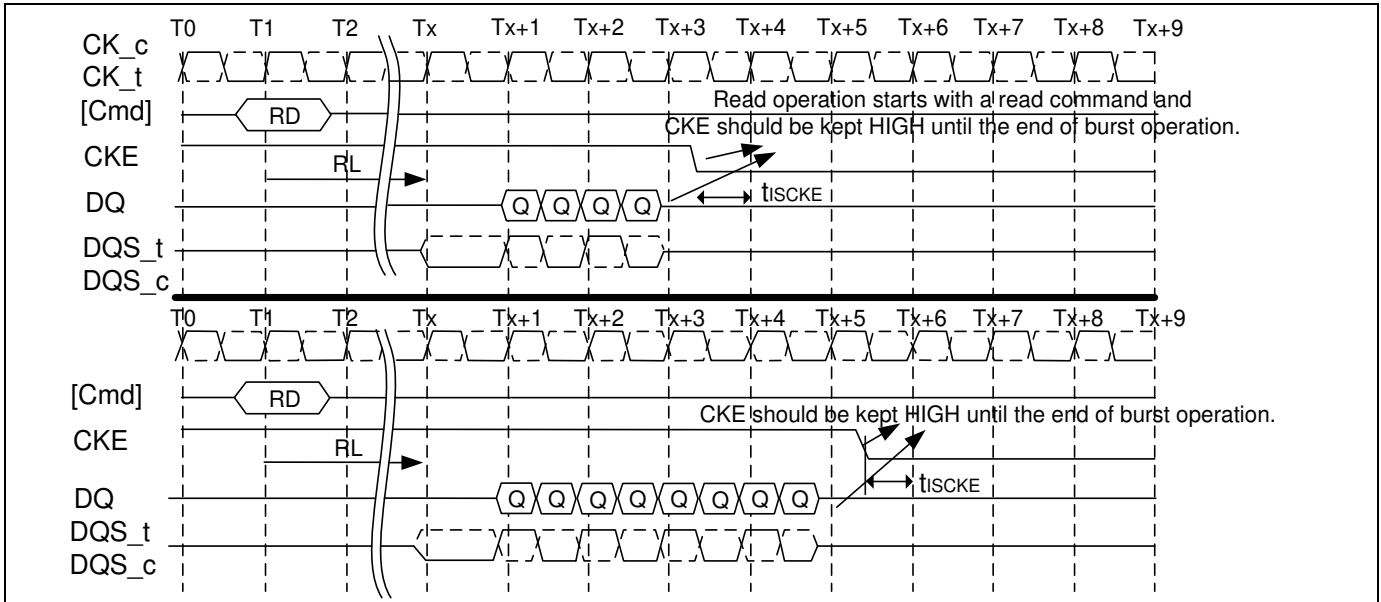 T0 T1 T2 Tx Tx+1 Tx+2 Tx+3 Tx+4 Tx+5 Tx+6 Tx+7 Tx+8 Tx+9
CK_c
CK_t
[Cmd] RD
Read operation starts with a read command and
CKE should be kept HIGH until the end of burst operation.
CKE
RL
tISCKE
DQ Q Q Q Q
DQS_t
DQS_c
T0 T1 T2 Tx Tx+1 Tx+2 Tx+3 Tx+4 Tx+5 Tx+6 Tx+7 Tx+8 Tx+9
[Cmd] RD
CKE should be kept HIGH until the end of burst operation.
CKE
RL
tISCKE
DQ Q Q Q Q Q Q Q Q
DQS_t
DQS_c